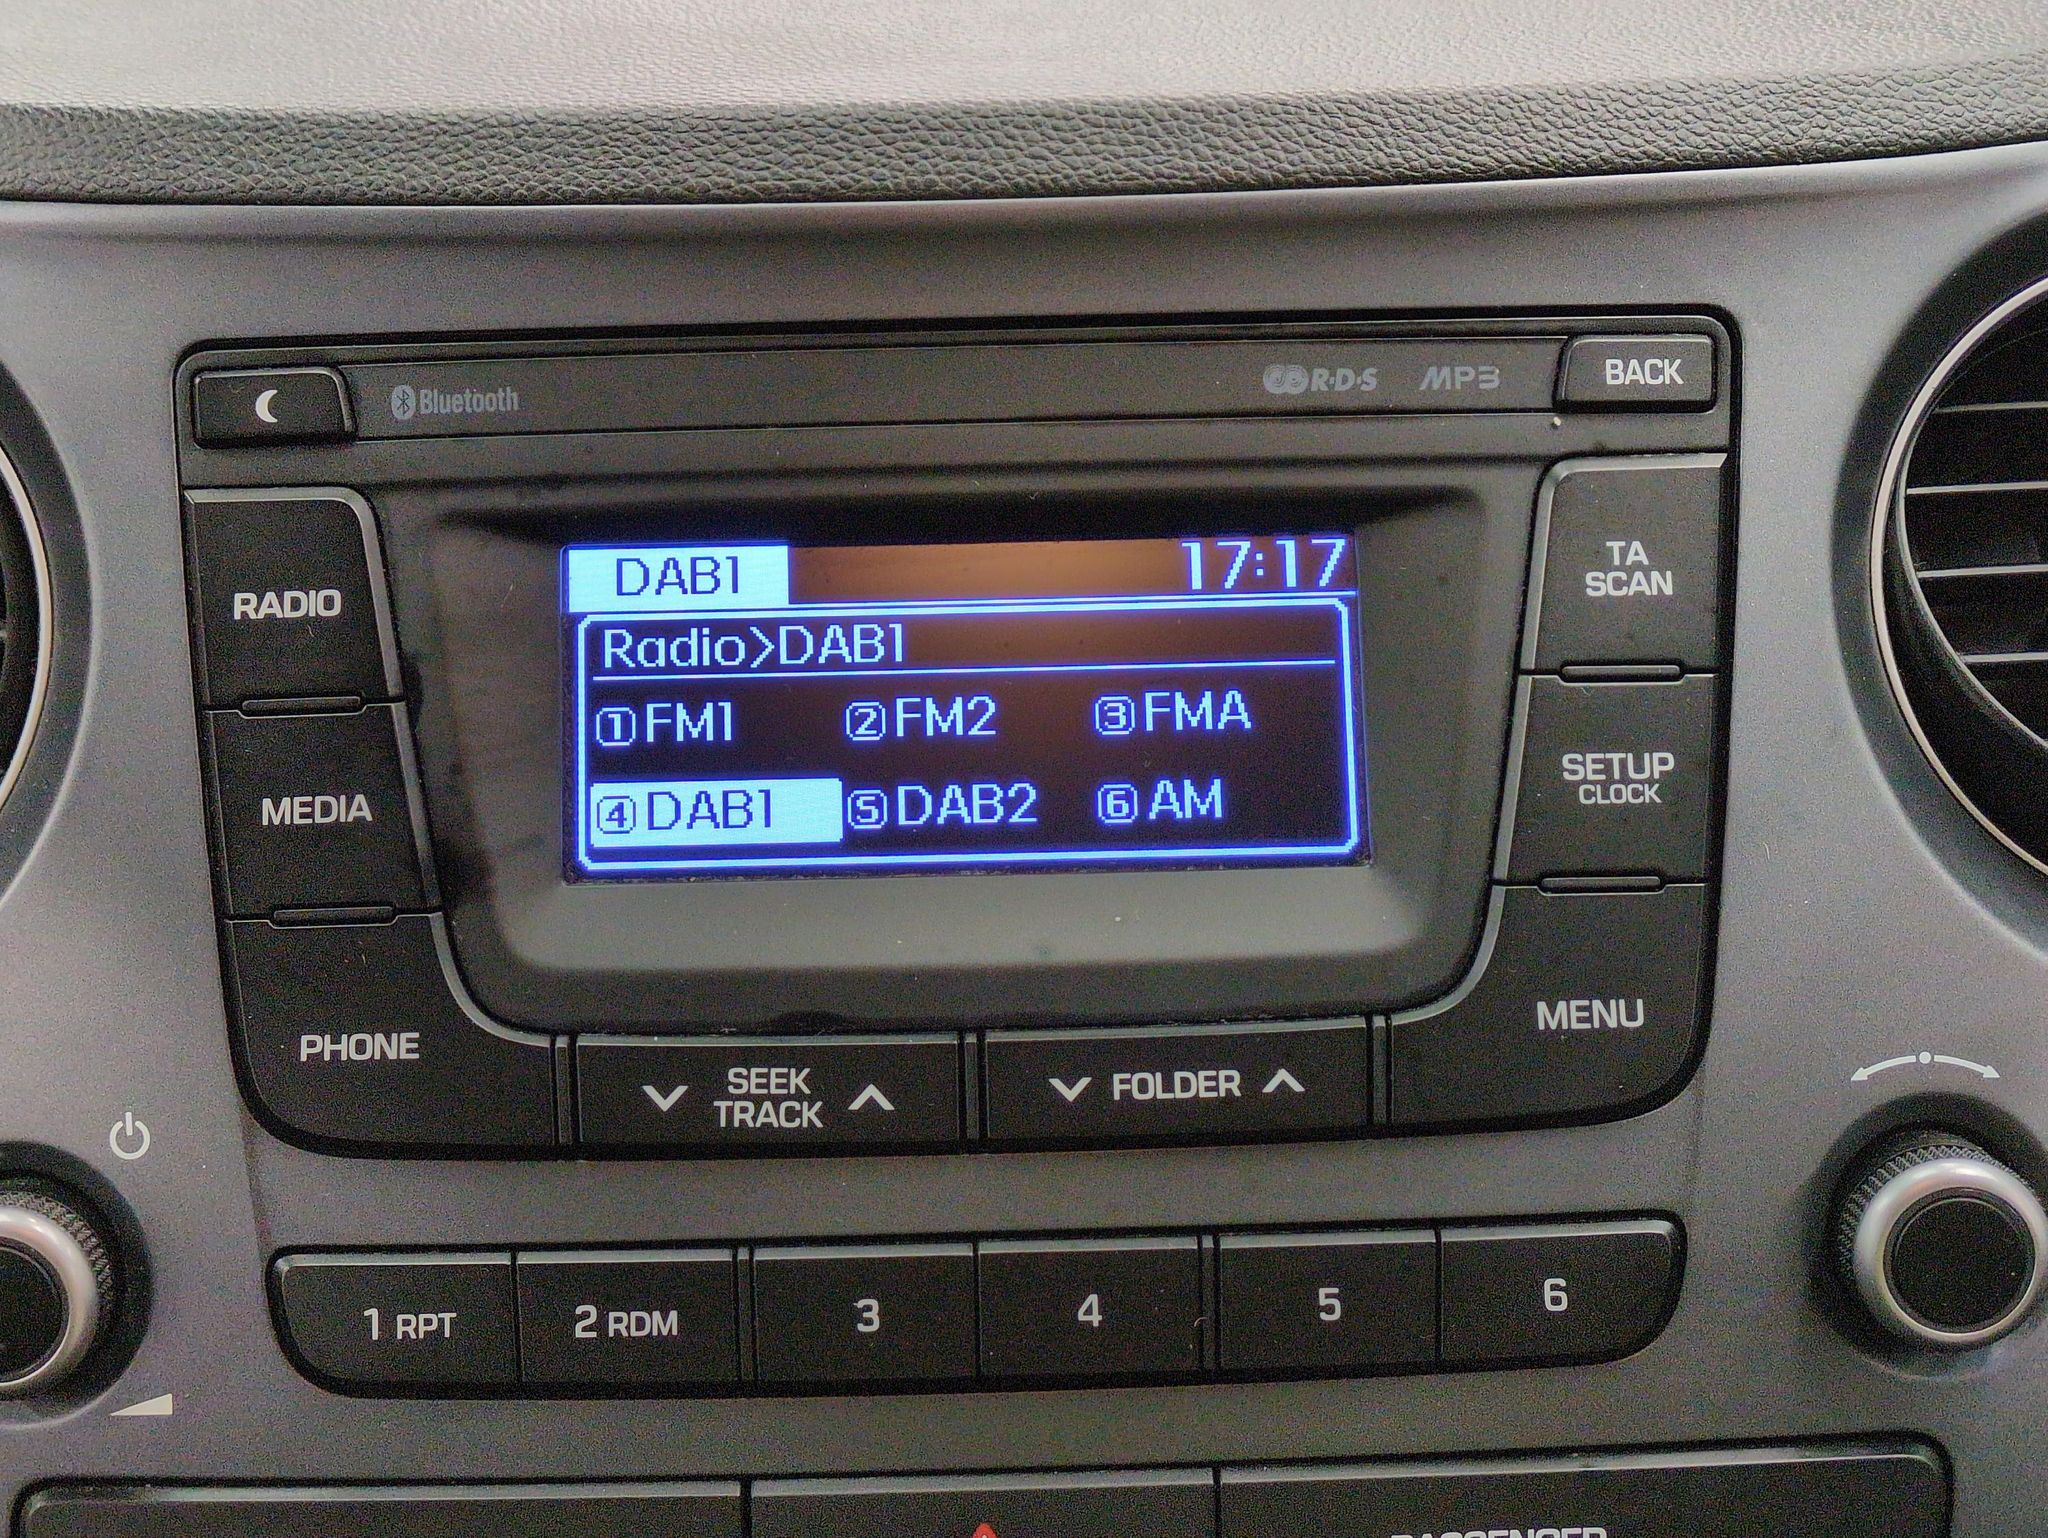 Bluetooth
R·D·S
MP3
BACK
RADIO
MEDIA
PHONE
DAB1 17:17
Radio>DAB1
①FM1 ②FM2 ③FMA
④DAB1 ⑤DAB2 ⑥AM
TA
SCAN
SETUP
CLOCK
MENU
SEEK
TRACK
FOLDER
1 RPT
2 RDM
3
4
5
6
PASSENGER